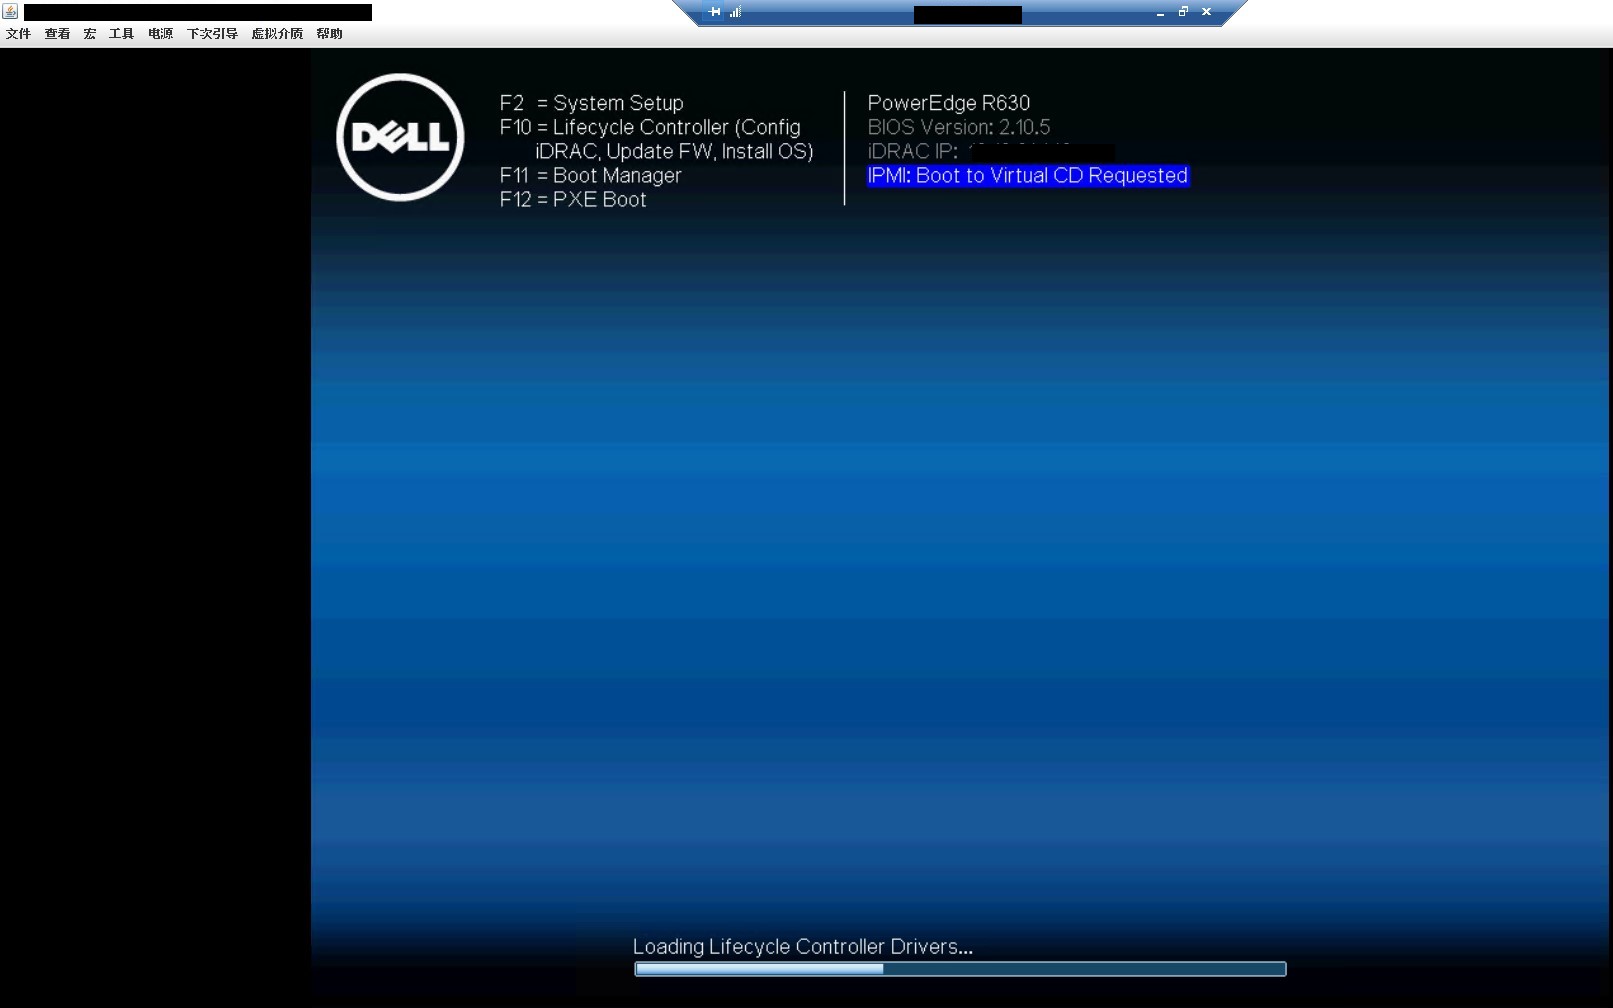 文件 查看 宏 工具 电源 下次引导 虚拟介质 帮助
DELL
F2 = System Setup
F10 = Lifecycle Controller (Config
iDRAC, Update FW, Install OS)
F11 = Boot Manager
F12 = PXE Boot
PowerEdge R630
BIOS Version: 2.10.5
iDRAC IP:
IPMI: Boot to Virtual CD Requested
Loading Lifecycle Controller Drivers...